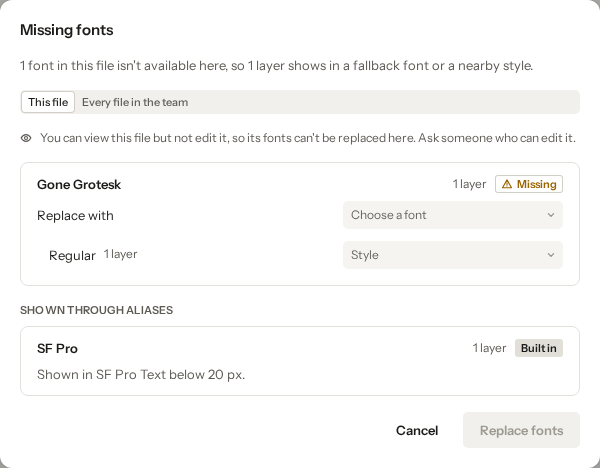 Missing fonts
1 font in this file isn't available here, so 1 layer shows in a fallback font or a nearby style.
This file Every file in the team
You can view this file but not edit it, so its fonts can't be replaced here. Ask someone who can edit it.
Gone Grotesk 1 layer Missing
Replace with Choose a font
Regular 1 layer Style
SHOWN THROUGH ALIASES
SF Pro 1 layer Built in
Shown in SF Pro Text below 20 px.
Cancel Replace fonts